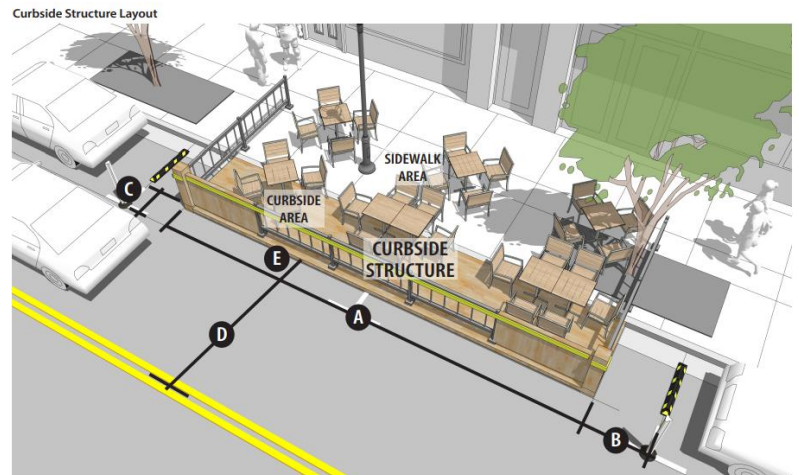 Curbside Structure Layout
SIDEWALK
AREA
C
CURBSIDE
AREA
CURBSIDE
STRUCTURE
E
A
D
B